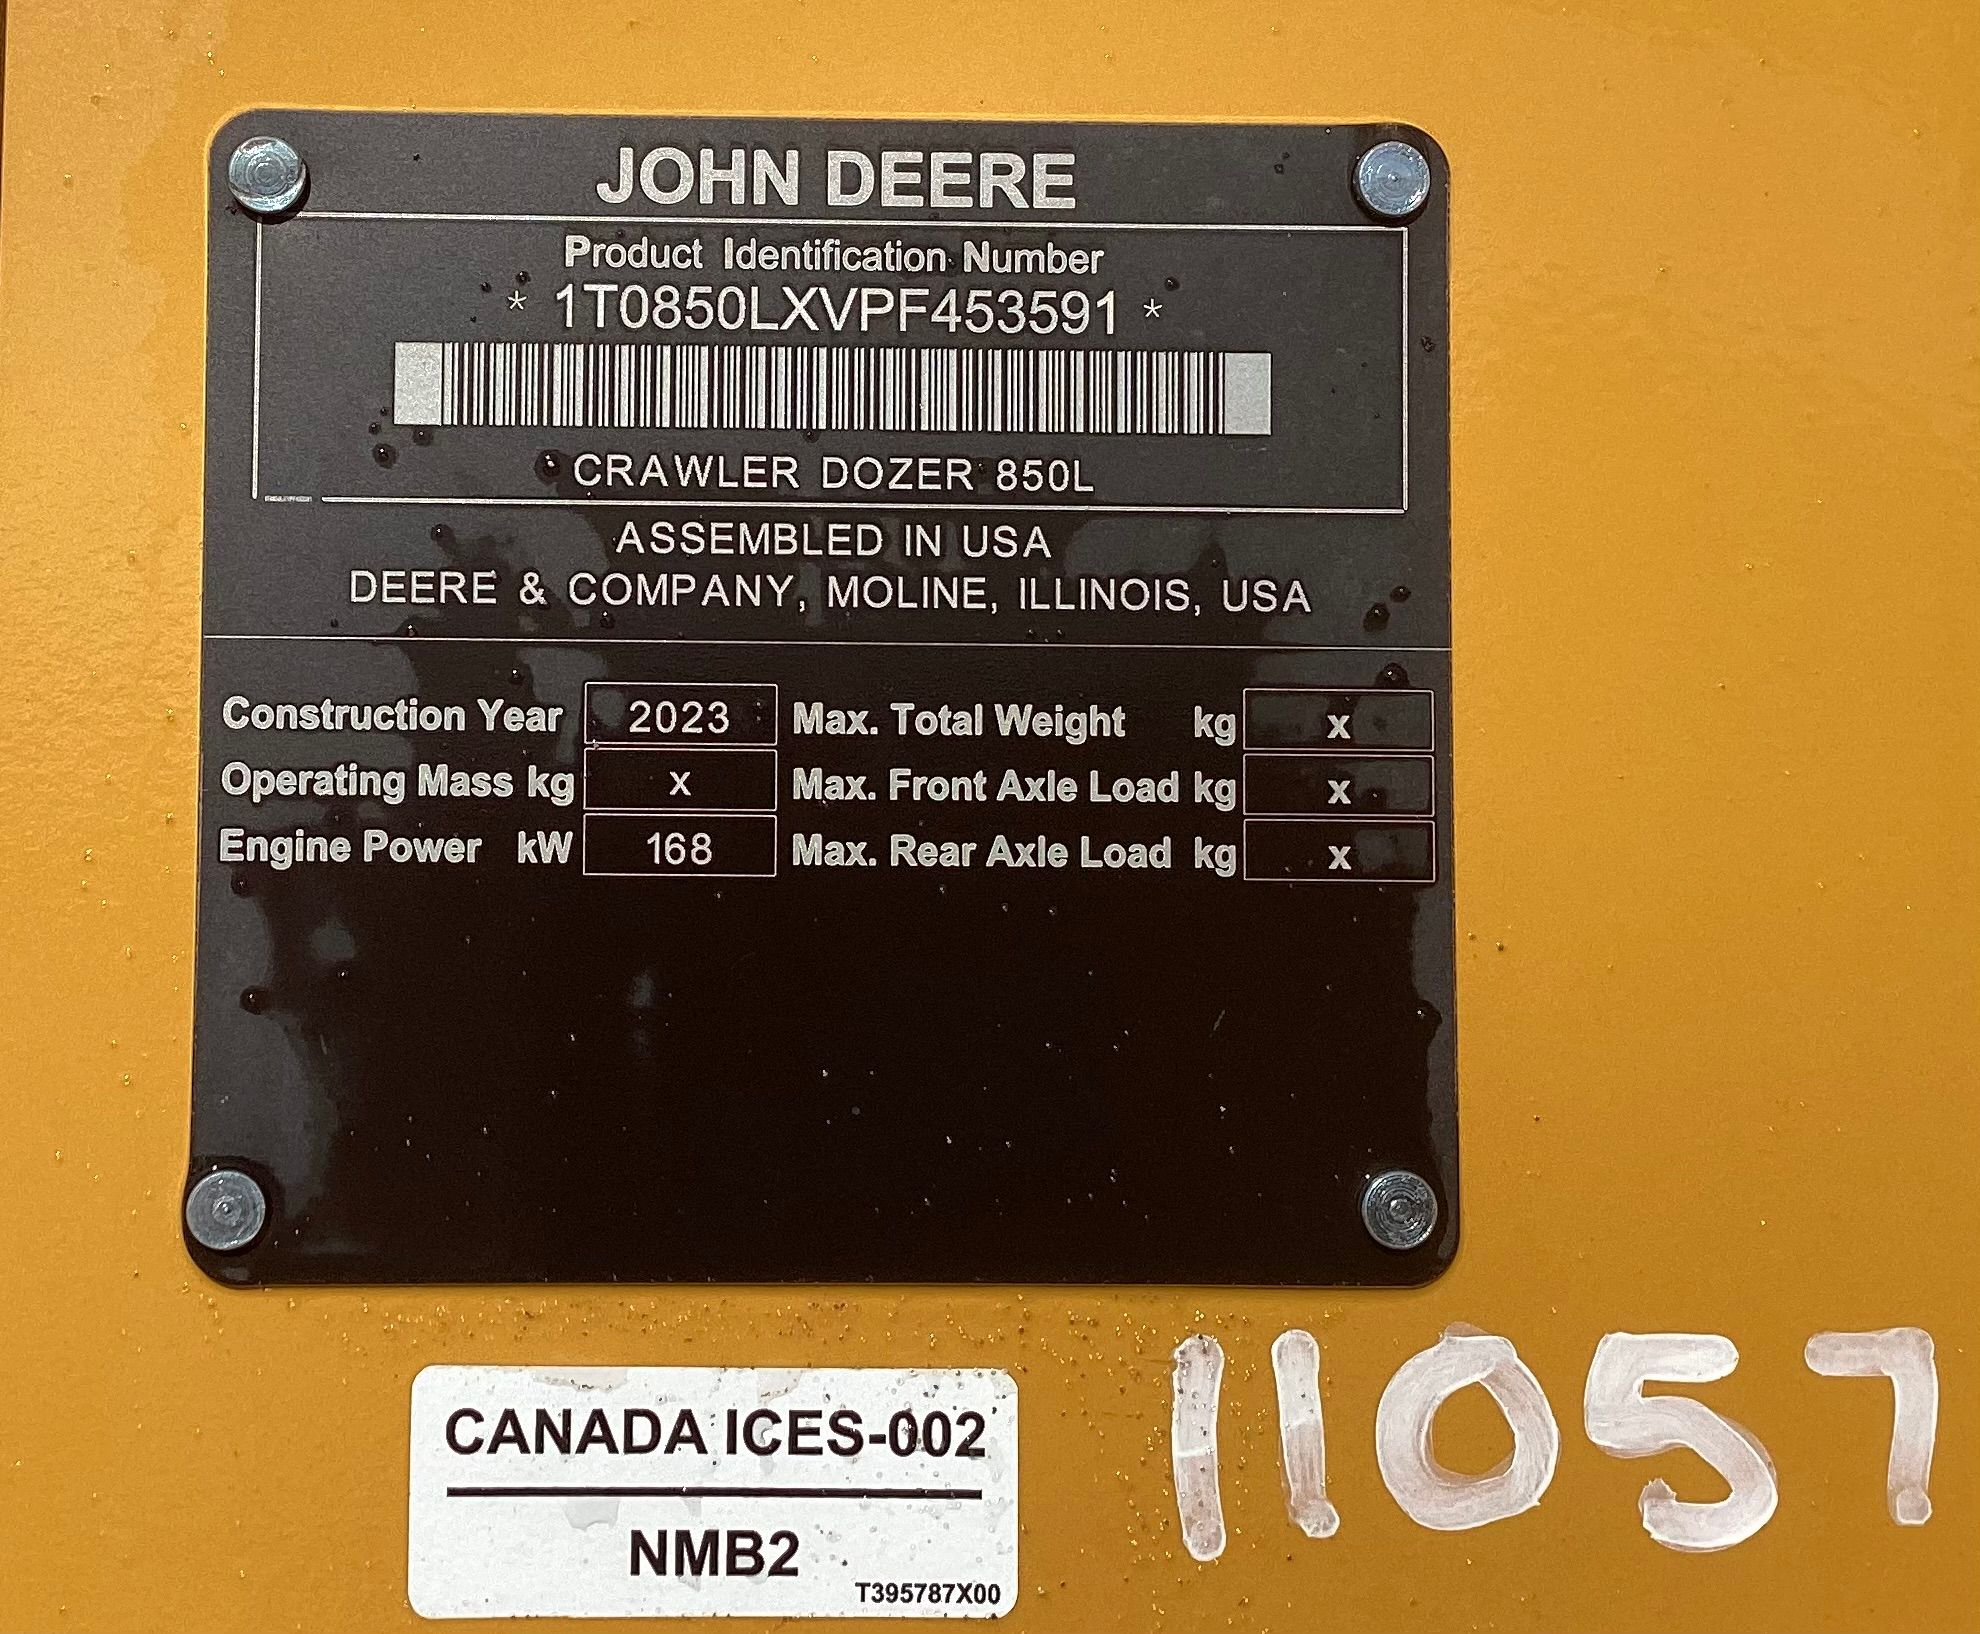 JOHN DEERE
Product Identification Number
* 1T0850LXVPF453591 *
CRAWLER DOZER 850L
ASSEMBLED IN USA
DEERE & COMPANY, MOLINE, ILLINOIS, USA
Construction Year 2023 Max. Total Weight kg x
Operating Mass kg x Max. Front Axle Load kg x
Engine Power kW 168 Max. Rear Axle Load kg x
CANADA ICES-002
NMB2
T395787X00
11057